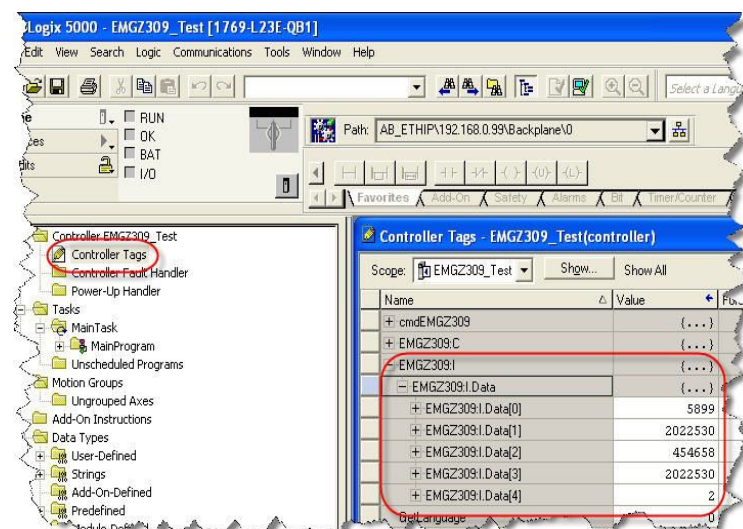 Logix 5000 - EMGZ309_Test [1769-L23E-QB1]
Edit View Search Logic Communications Tools Window Help
Select a Langu
RUN
OK
BAT
I/O
Path: AB_ETHIP\192.168.0.99\Backplane\0
Favorites Add-On Safety Alarms Bit Timer/Counter
Controller EMGZ309_Test
Controller Tags
Controller Fault Handler
Power-Up Handler
Tasks
MainTask
MainProgram
Unscheduled Programs
Motion Groups
Ungrouped Axes
Add-On Instructions
Data Types
User-Defined
Strings
Add-On-Defined
Predefined
Controller Tags - EMGZ309_Test(controller)
Scope: EMGZ309_Test Show... Show All
Name Value
cmdEMGZ309 {...}
EMGZ309:C {...}
EMGZ309:I {...}
EMGZ309:I.Data {...}
EMGZ309:I.Data[0] 5899
EMGZ309:I.Data[1] 2022530
EMGZ309:I.Data[2] 454658
EMGZ309:I.Data[3] 2022530
EMGZ309:I.Data[4] 2
GetLanguage 0